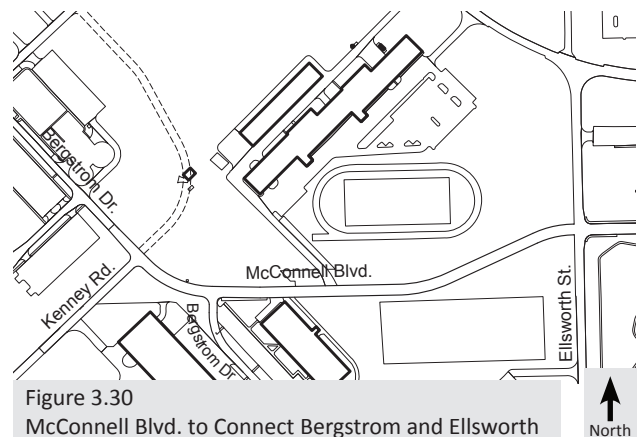 Bergstrom Dr.
Kenney Rd.
McConnell Blvd.
Begstrom Dr.
Ellsworth St.
Figure 3.30
McConnell Blvd. to Connect Bergstrom and Ellsworth
North